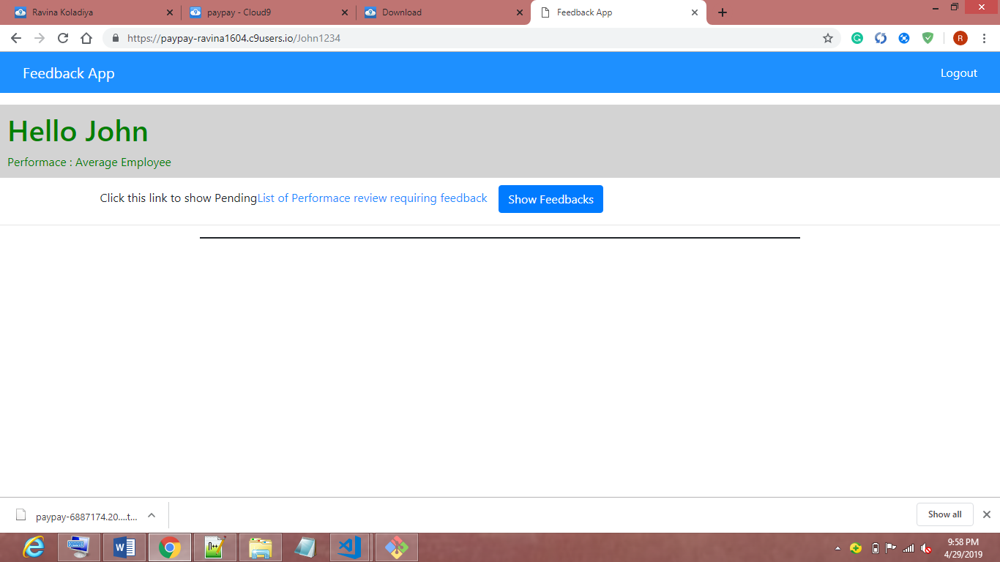 Ravina Koladiya
paypay - Cloud9
Download
Feedback App
https://paypay-ravina1604.c9users.io/John1234
R
Feedback App
Logout
Hello John
Performace : Average Employee
Click this link to show PendingList of Performace review requiring feedback
Show Feedbacks
paypay-6887174.20....t...
Show all
9:58 PM
4/29/2019